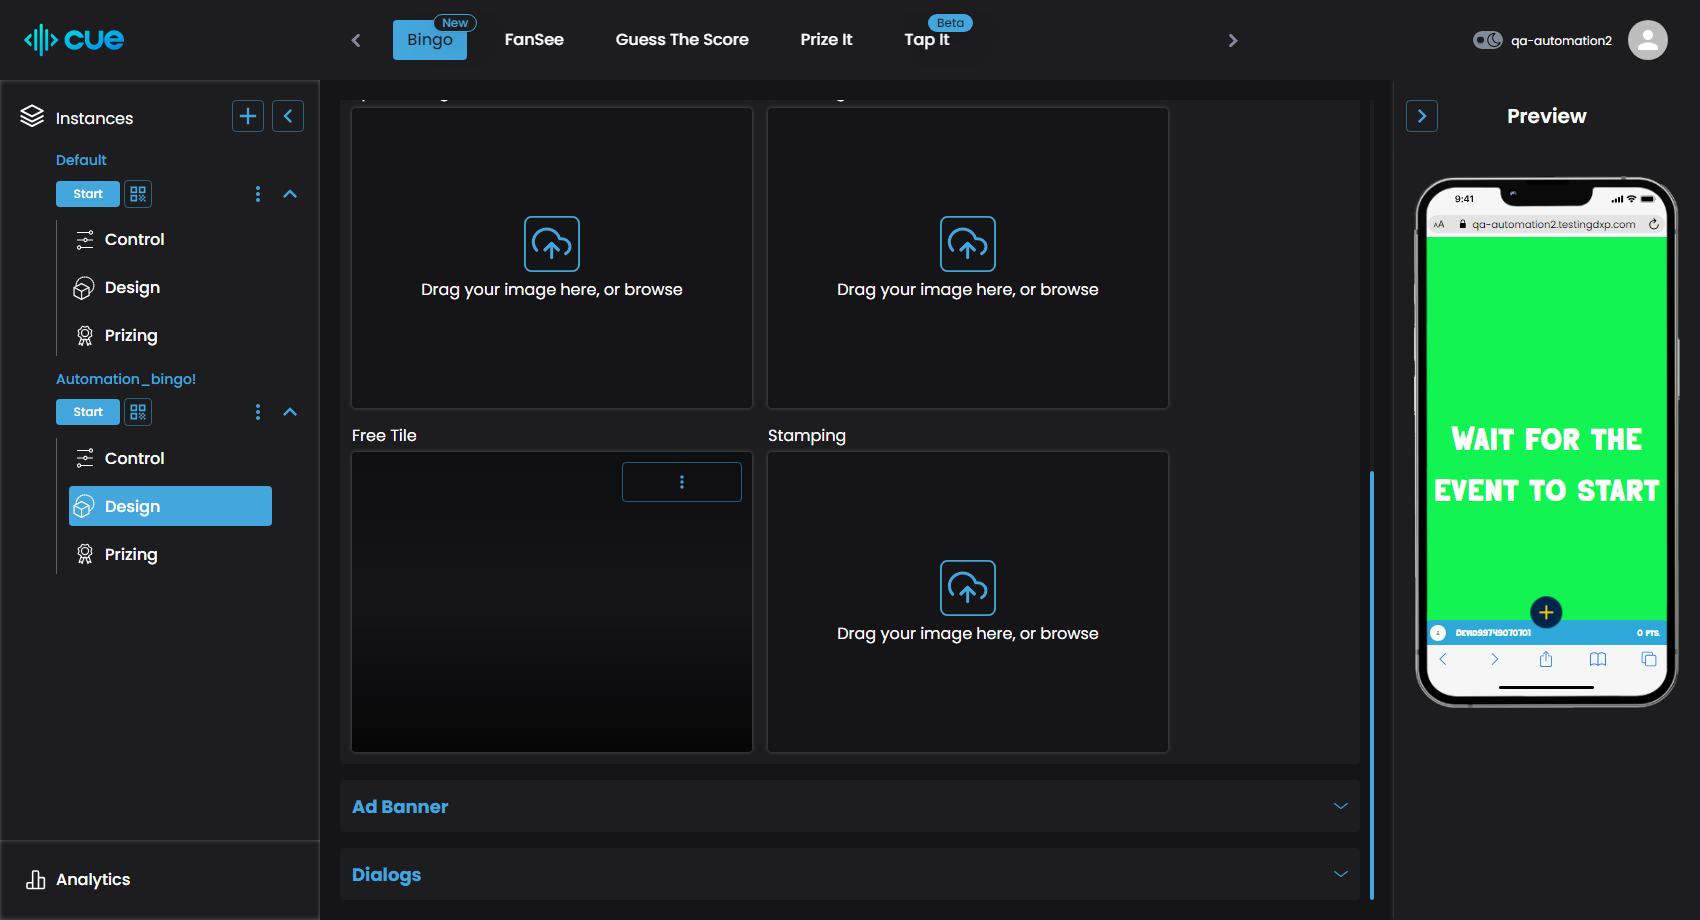 cue
Bingo
New
FanSee
Guess The Score
Prize It
Tap It
Beta
qa-automation2
Instances
Default
Start
Control
Design
Prizing
Automation_bingo!
Start
Control
Design
Prizing
Analytics
Drag your image here, or browse
Drag your image here, or browse
Free Tile
Stamping
Drag your image here, or browse
Ad Banner
Dialogs
Preview
9:41
AA
qa-automation2.testingdxp.com
Wait for the
event to start
DEVID99749070701
0 PTS.